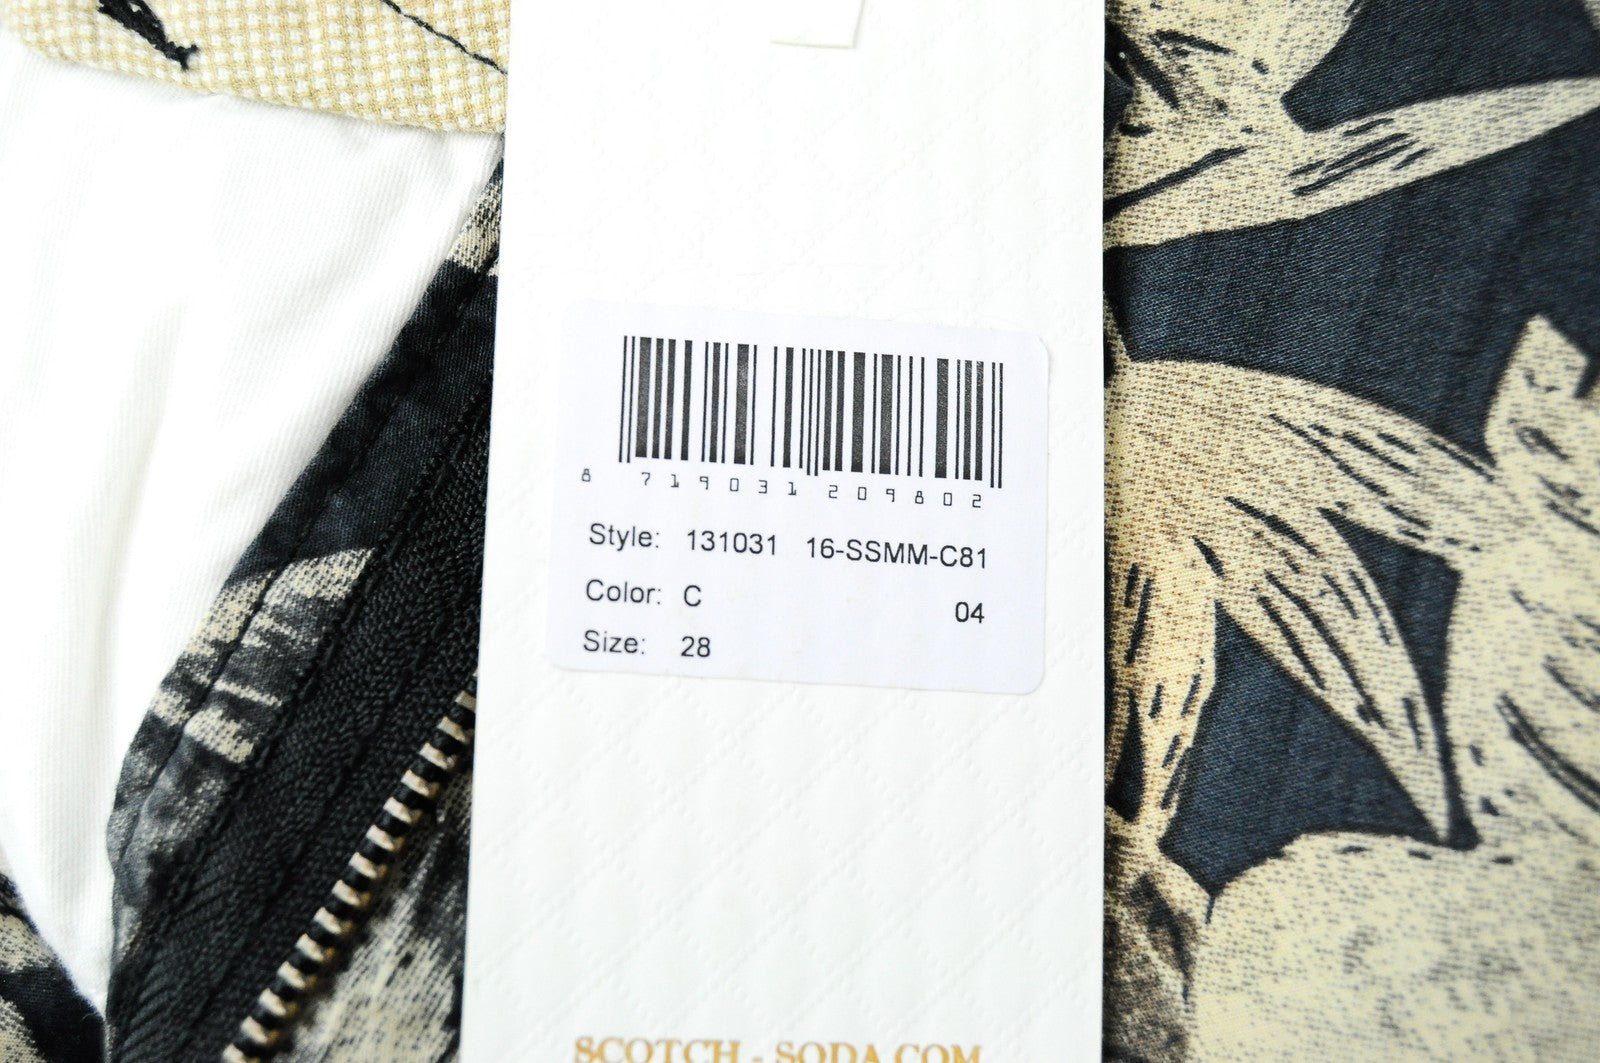 8 719031 209802
Style: 131031 16-SSMM-C81
Color: C 04
Size: 28
SCOTCH - SODA.COM